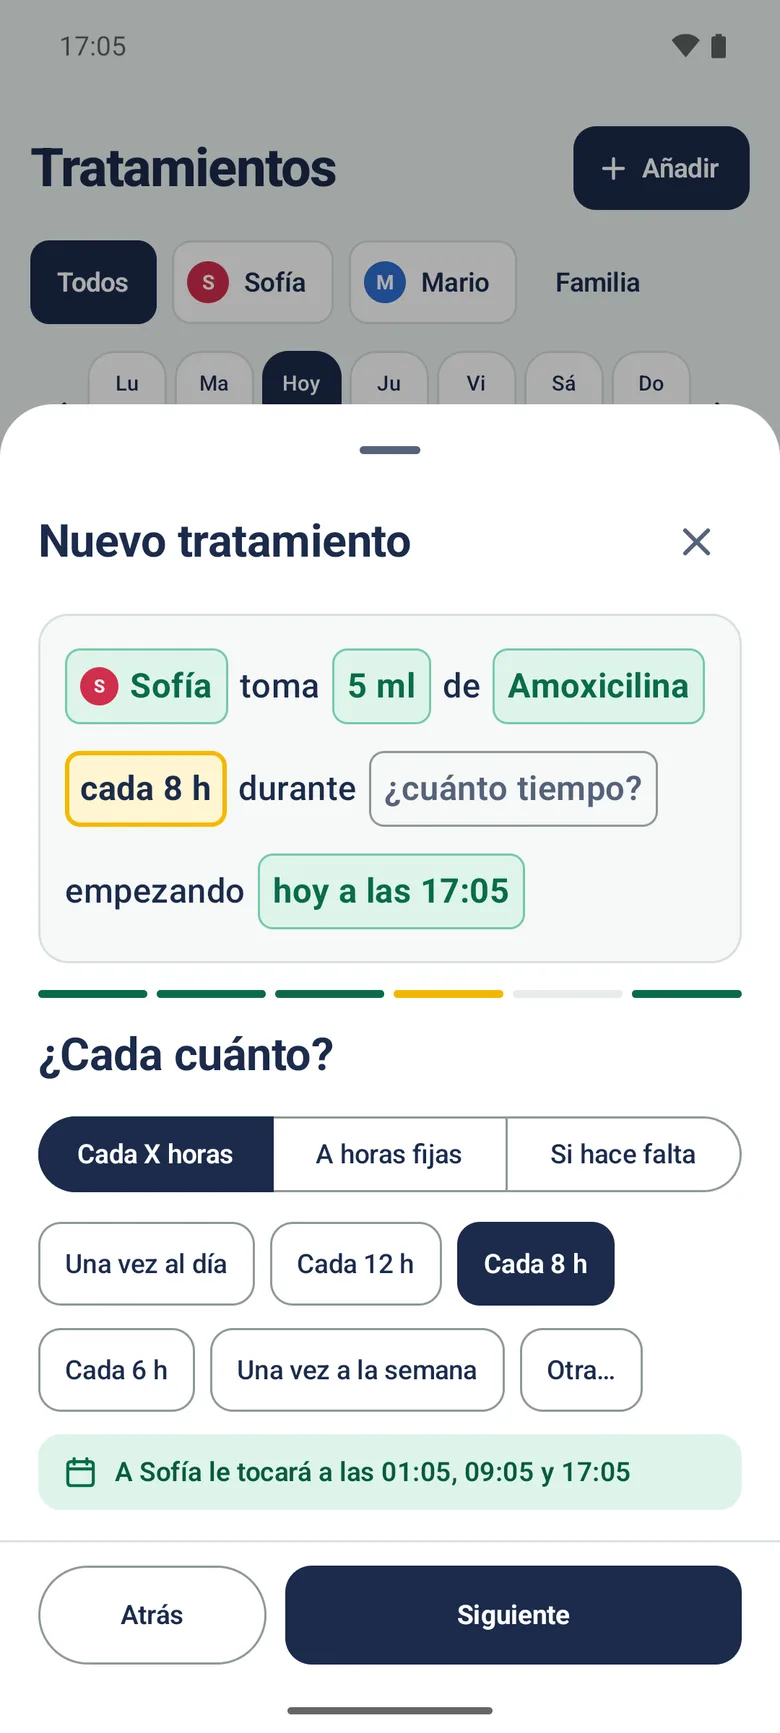 17:05
Tratamientos
+ Añadir
Todos
S Sofía
M Mario
Familia
Lu Ma Hoy Ju Vi Sá Do
Nuevo tratamiento
S Sofía toma 5 ml de Amoxicilina
cada 8 h durante ¿cuánto tiempo?
empezando hoy a las 17:05
¿Cada cuánto?
Cada X horas A horas fijas Si hace falta
Una vez al día Cada 12 h Cada 8 h
Cada 6 h Una vez a la semana Otra...
A Sofía le tocará a las 01:05, 09:05 y 17:05
Atrás Siguiente